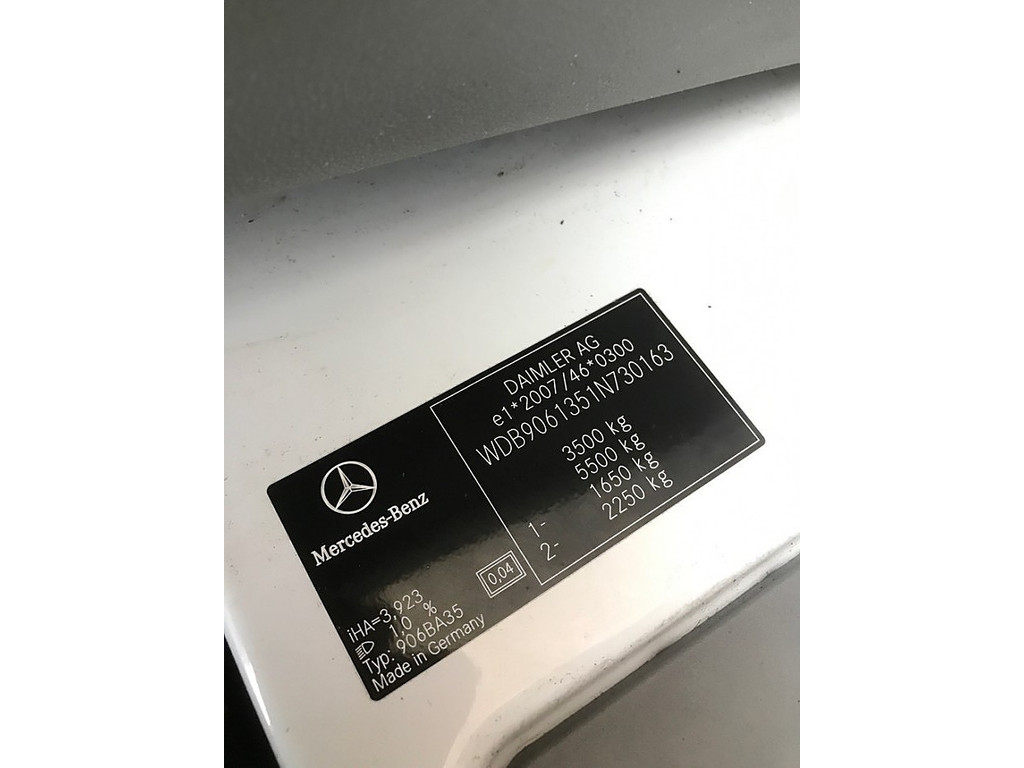 DAIMLER AG
e1*2007/46*0300
WDB9061351N730163
3500 kg
5500 kg
1- 1650 kg
2- 2250 kg
Mercedes-Benz
0,04
iHA=3,923
1,0 %
Typ: 906BA35
Made in Germany